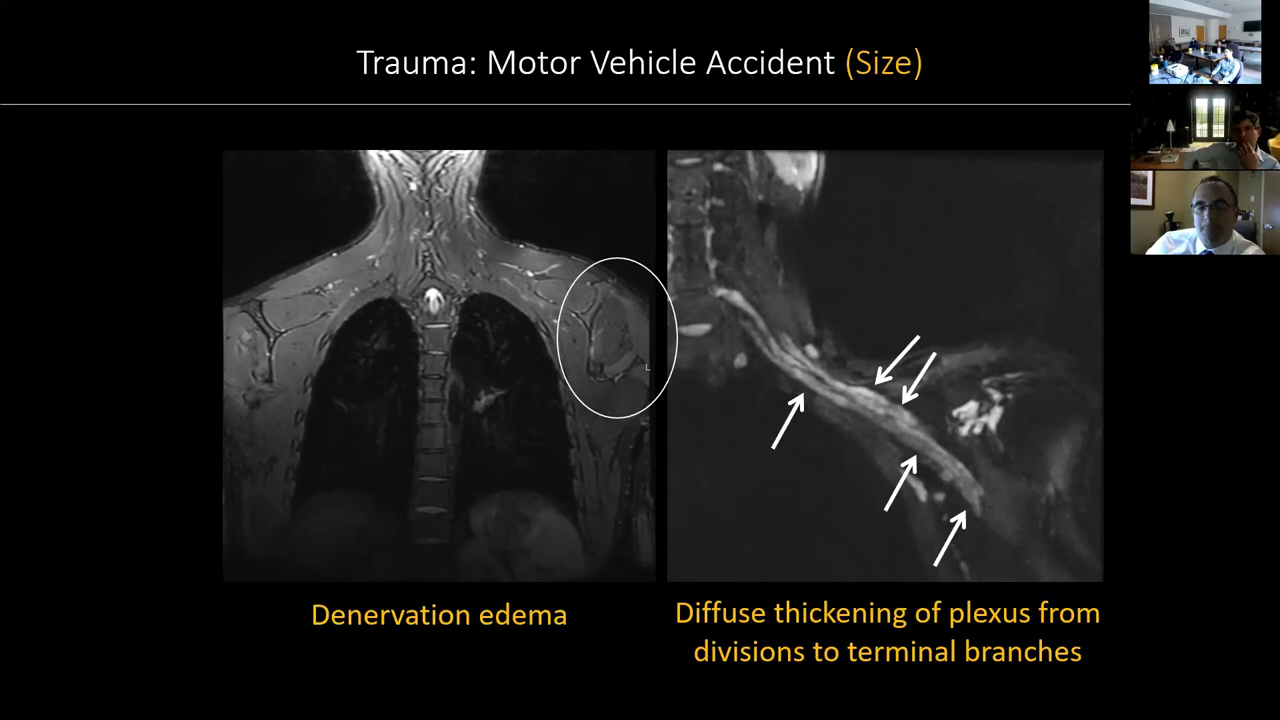 Trauma: Motor Vehicle Accident (Size)
Denervation edema
Diffuse thickening of plexus from
divisions to terminal branches